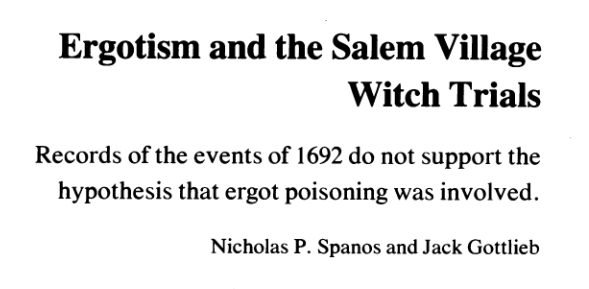 Ergotism and the Salem Village
Witch Trials
Records of the events of 1692 do not support the
hypothesis that ergot poisoning was involved.
Nicholas P. Spanos and Jack Gottlieb